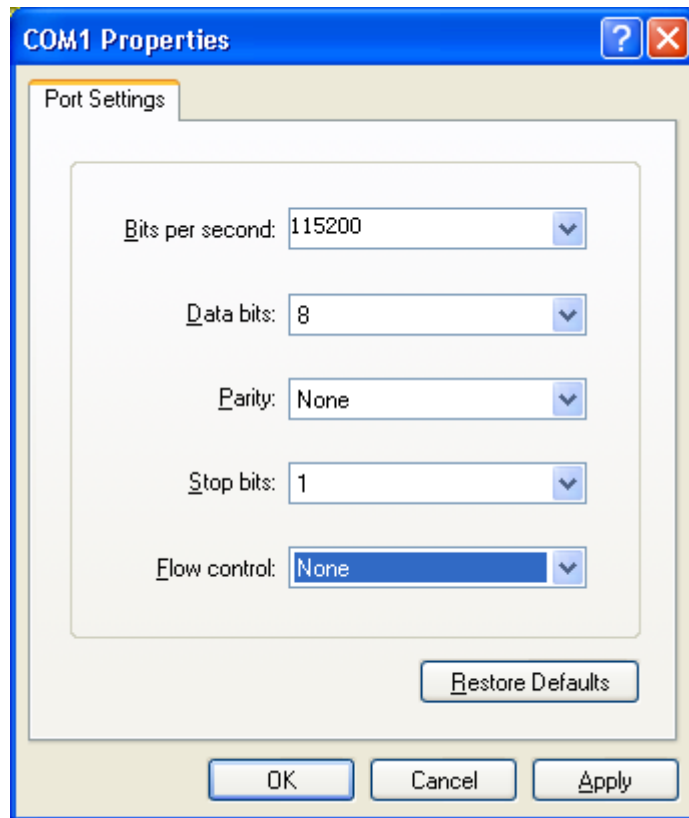 COM1 Properties
Port Settings
Bits per second: 115200
Data bits: 8
Parity: None
Stop bits: 1
Flow control: None
Restore Defaults
OK Cancel Apply